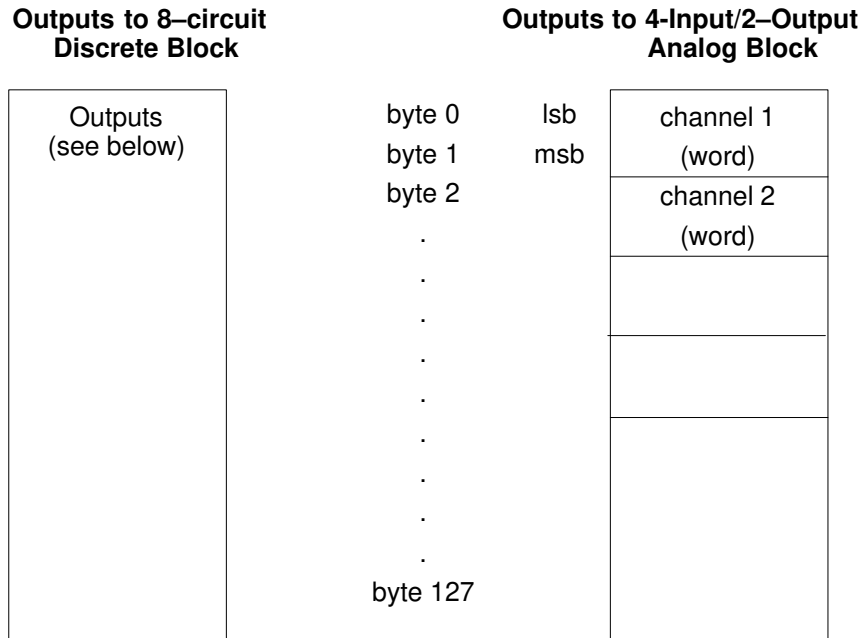 Outputs to 8–circuit
Discrete Block
Outputs to 4-Input/2–Output
Analog Block
Outputs
(see below)
byte 0 lsb channel 1
byte 1 msb (word)
byte 2 channel 2
. (word)
.
.
.
.
.
.
.
.
byte 127